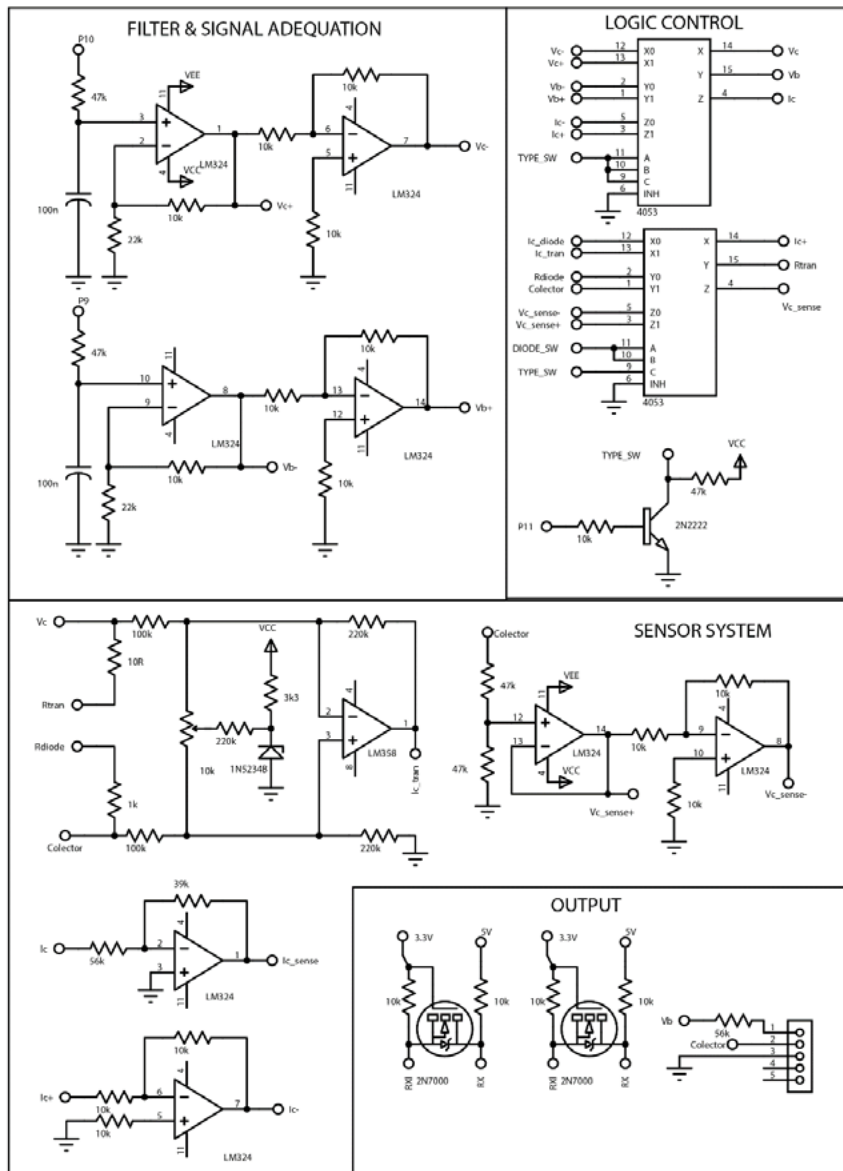 FILTER & SIGNAL ADEQUATION
P10
47k
100n
VEE
11
3
2
1
4
VCC
LM324
10k
22k
Vc+
10k
10k
4
6
5
7
11
LM324
10k
Vc-
P9
47k
100n
11
10
9
8
4
LM324
10k
22k
Vb-
10k
10k
4
13
12
14
11
LM324
10k
Vb+
LOGIC CONTROL
Vc- 12 X0 X 14 Vc
Vc+ 13 X1
Vb- 2 Y0 Y 15 Vb
Vb+ 1 Y1 Z 4 Ic
Ic- 5 Z0
Ic+ 3 Z1
TYPE_SW 11 A
10 B
9 C
6 INH
4053
Ic_diode 12 X0 X 14 Ic+
Ic_tran 13 X1
Rdiode 2 Y0 Y 15 Rtran
Colector 1 Y1 Z 4
Vc_sense
Vc_sense- 5 Z0
Vc_sense+ 3 Z1
DIODE_SW 11 A
10 B
TYPE_SW 9 C
6 INH
4053
TYPE_SW
VCC
47k
P11
10k
2N2222
SENSOR SYSTEM
Vc
100k
10R
Rtran
Rdiode
1k
Colector
100k
VCC
3k3
220k
10k
1N5234B
220k
4
2
3
1
8
LM358
Ic_tran
220k
Colector
47k
47k
VEE
11
12
13
14
4
VCC
LM324
Vc_sense+
10k
10k
4
9
10
8
11
LM324
10k
Vc_sense-
39k
Ic
56k
4
2
3
1
11
LM324
Ic_sense
10k
Ic+
10k
10k
4
6
5
7
11
LM324
Ic-
OUTPUT
3.3V
5V
10k
10k
RXI
2N7000
RX
3.3V
5V
10k
10k
RXI
2N7000
RX
Vb
56k
Colector
1
2
3
4
5